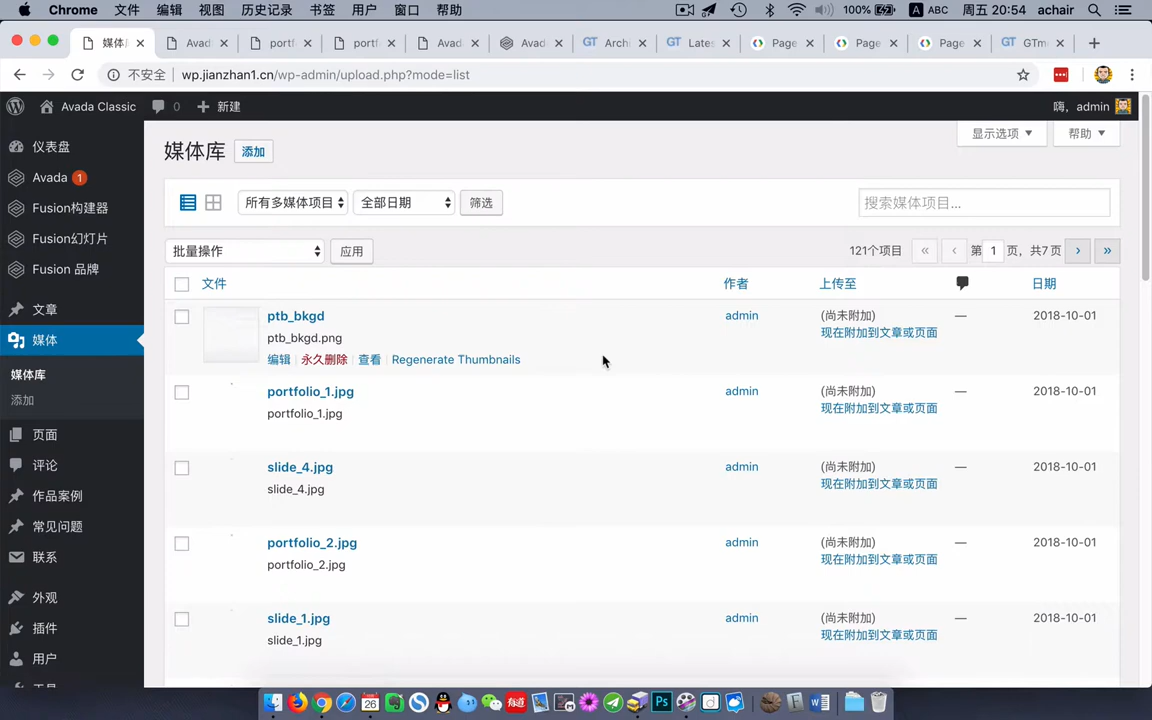 Chrome 文件 编辑 视图 历史记录 书签 用户 窗口 帮助 100% A ABC 周五 20:54 achair
媒体 Avad portf portf Avad Avad GT Arch GT Lates Page Page Page GT GTm
不安全 wp.jianzhan1.cn/wp-admin/upload.php?mode=list
Avada Classic 0 新建 嗨，admin
显示选项 帮助
媒体库 添加
仪表盘
Avada 1
Fusion构建器
Fusion幻灯片
Fusion 品牌
文章
媒体
媒体库
添加
页面
评论
作品案例
常见问题
联系
外观
插件
用户
所有多媒体项目 全部日期 筛选 搜索媒体项目...
批量操作 应用 121个项目 « ‹ 第 1 页，共7页 › »
文件 作者 上传至 日期
ptb_bkgd admin (尚未附加) — 2018-10-01
ptb_bkgd.png 现在附加到文章或页面
编辑 | 永久删除 | 查看 | Regenerate Thumbnails
portfolio_1.jpg admin (尚未附加) — 2018-10-01
portfolio_1.jpg 现在附加到文章或页面
slide_4.jpg admin (尚未附加) — 2018-10-01
slide_4.jpg 现在附加到文章或页面
portfolio_2.jpg admin (尚未附加) — 2018-10-01
portfolio_2.jpg 现在附加到文章或页面
slide_1.jpg admin (尚未附加) — 2018-10-01
slide_1.jpg 现在附加到文章或页面
26 有道 Ps W